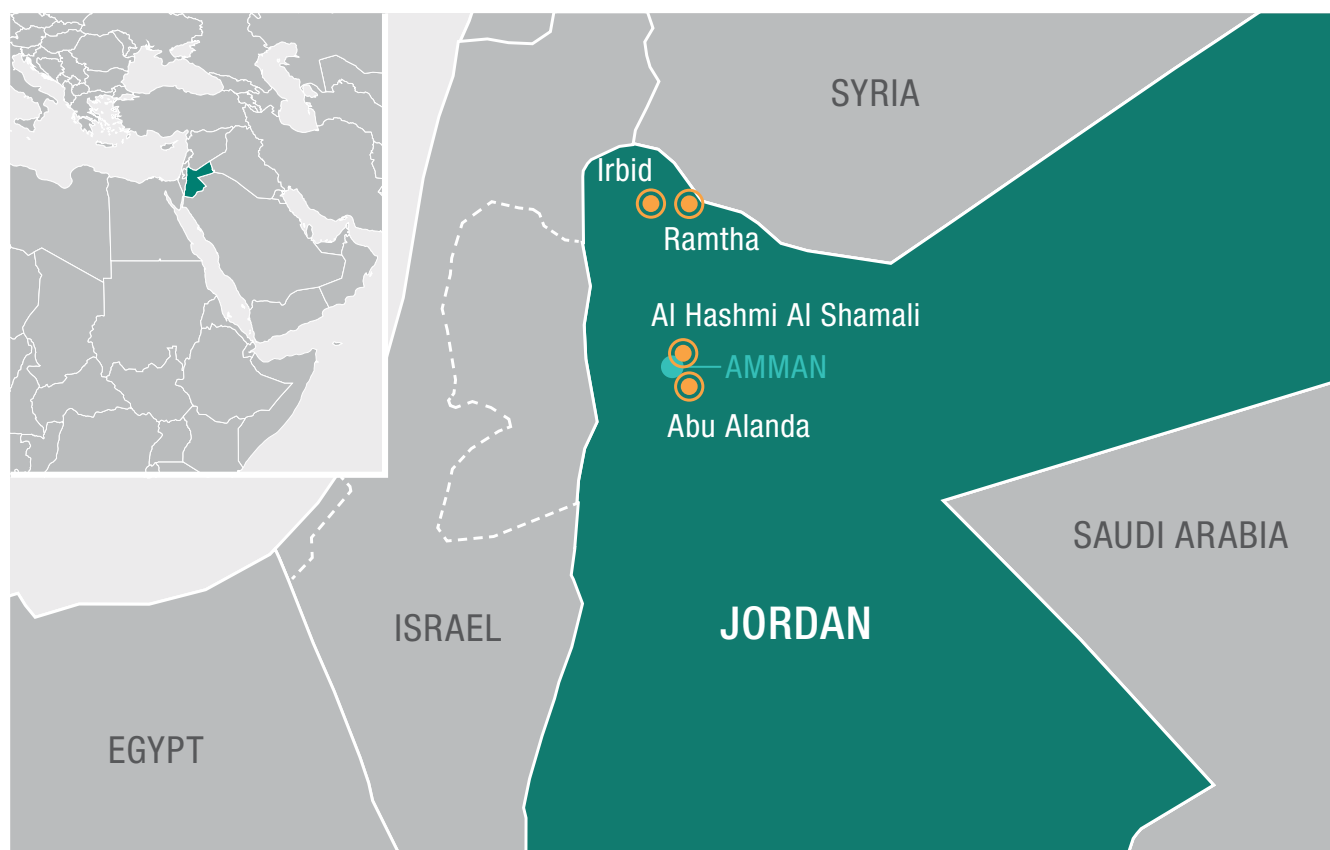 SYRIA
Irbid
Ramtha
Al Hashmi Al Shamali
AMMAN
Abu Alanda
SAUDI ARABIA
JORDAN
ISRAEL
EGYPT